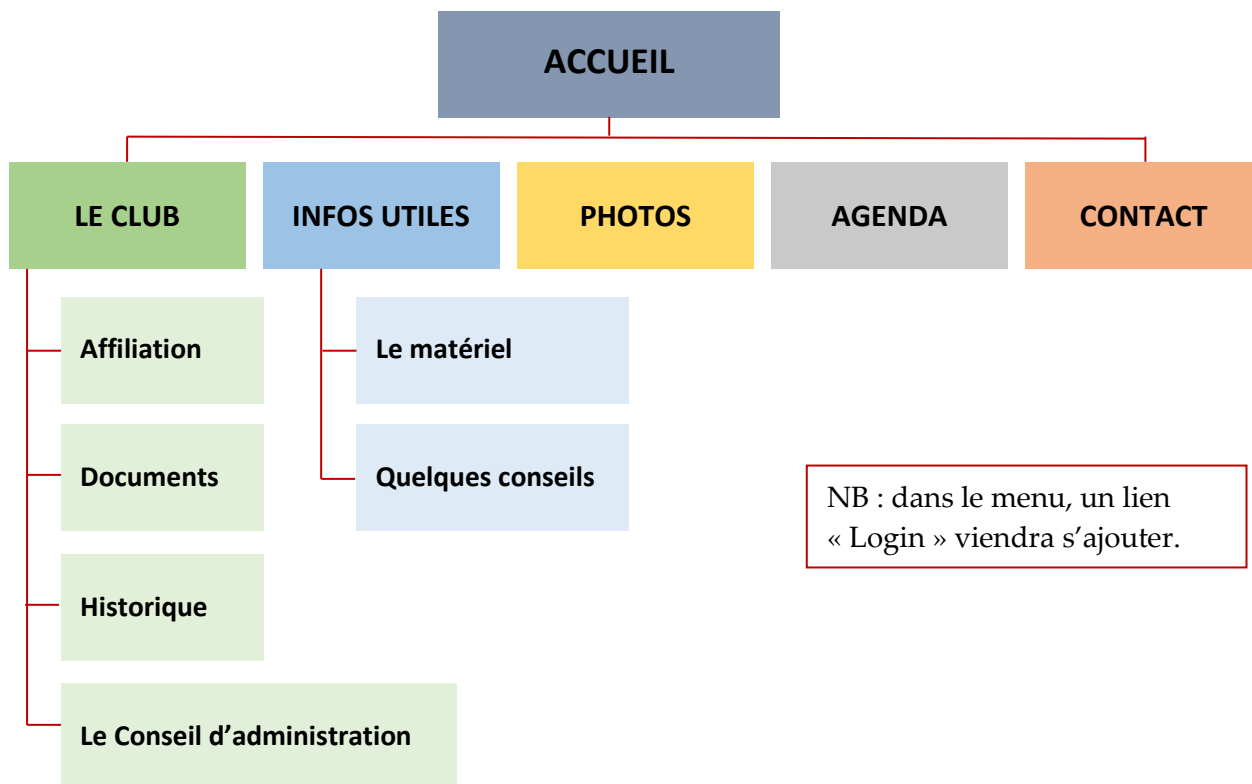 ACCUEIL
LE CLUB
INFOS UTILES
PHOTOS
AGENDA
CONTACT
Affiliation
Documents
Historique
Le Conseil d’administration
Le matériel
Quelques conseils
NB : dans le menu, un lien
« Login » viendra s’ajouter.